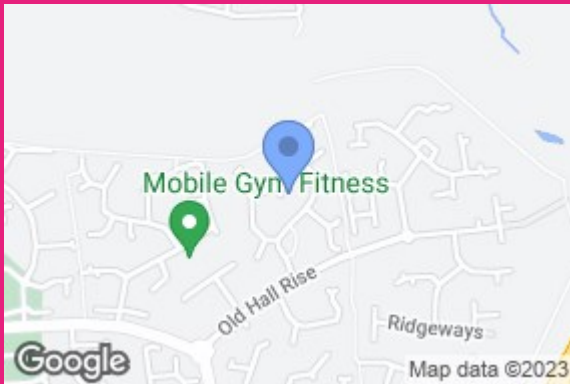 Mobile Gym Fitness
Old Hall Rise
Ridgeways
Google
Map data ©2023